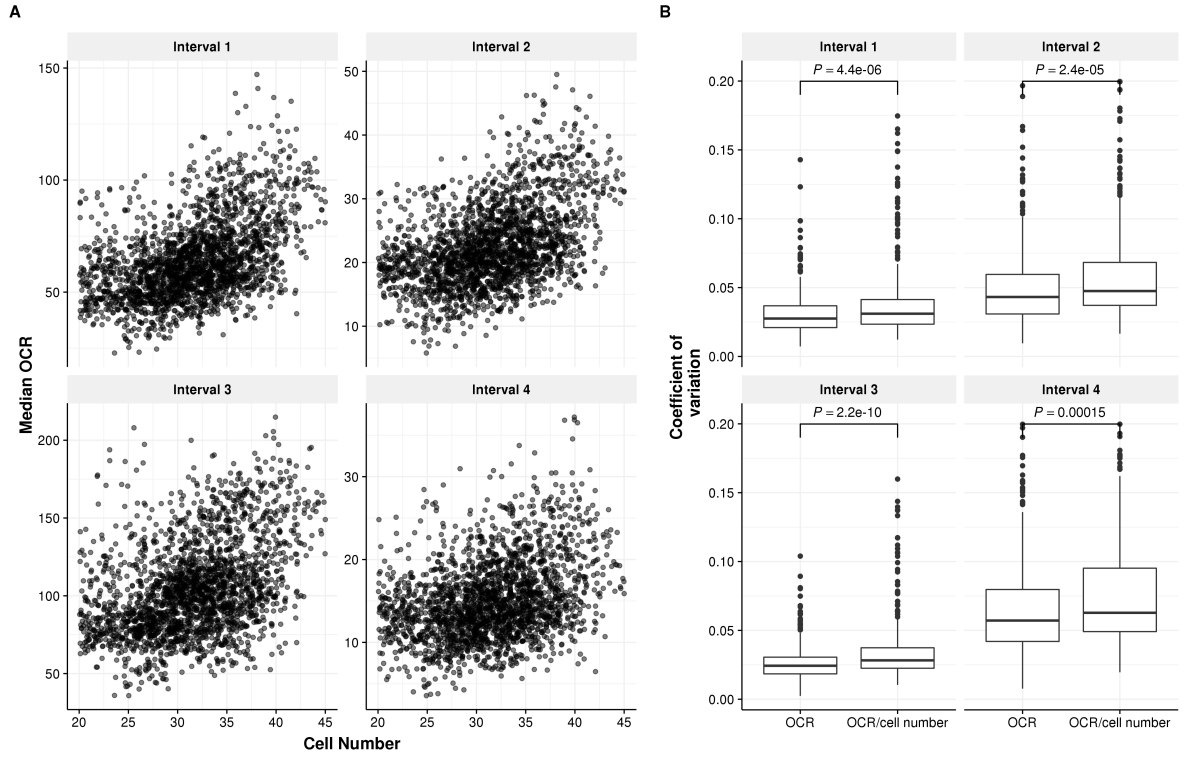 A
Interval 1
Interval 2
150
100
50
50
40
30
20
10
Interval 3
Interval 4
200
150
100
50
30
20
10
20 25 30 35 40 45
20 25 30 35 40 45
Median OCR
Cell Number
B
Interval 1
Interval 2
P = 4.4e-06
P = 2.4e-05
0.20
0.15
0.10
0.05
0.00
Interval 3
Interval 4
P = 2.2e-10
P = 0.00015
0.20
0.15
0.10
0.05
0.00
OCR OCR/cell number
OCR OCR/cell number
Coefficient of
variation